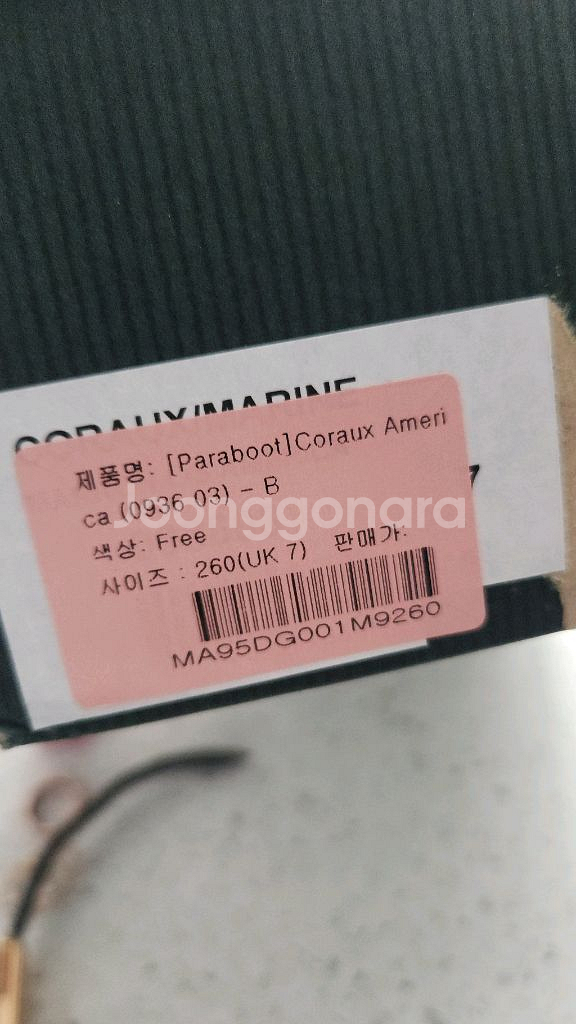 CORAUX/MARINE
제품명: [Paraboot]Coraux Ameri
ca (0936 03) - B
7
Joonggonara
색상: Free
사이즈 : 260(UK 7) 판매가:
MA95DG001M9260